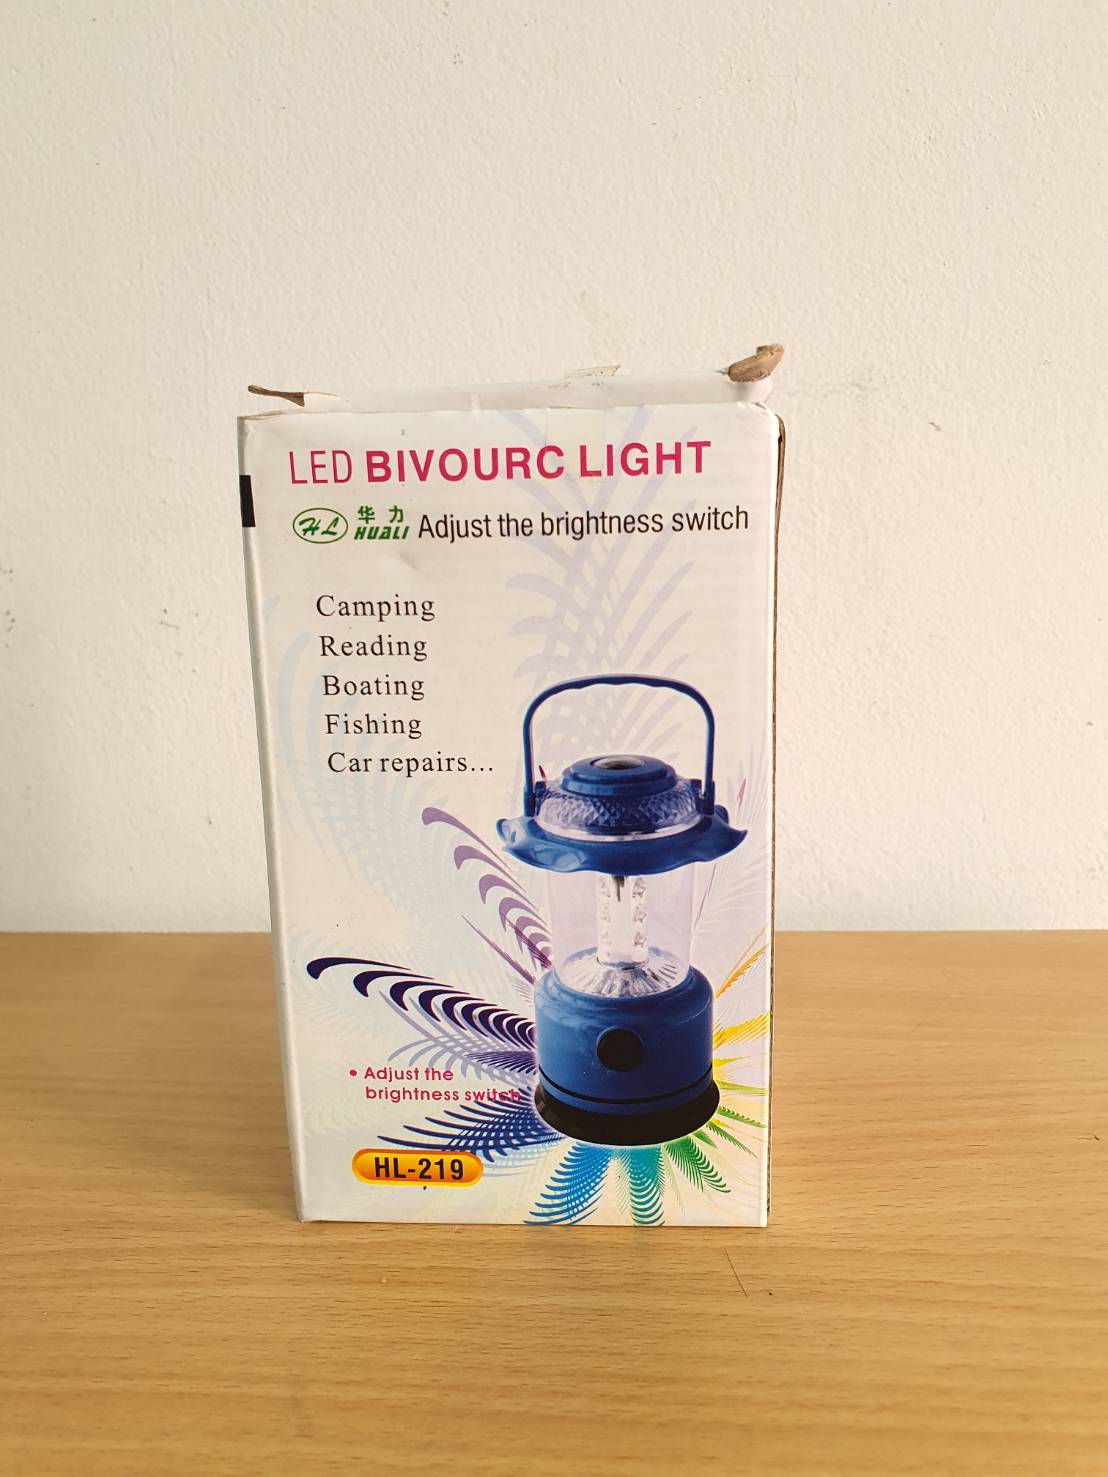 LED BIVOURC LIGHT
HL 华力 HUALI Adjust the brightness switch
Camping
Reading
Boating
Fishing
Car repairs...
• Adjust the
brightness switch
HL-219